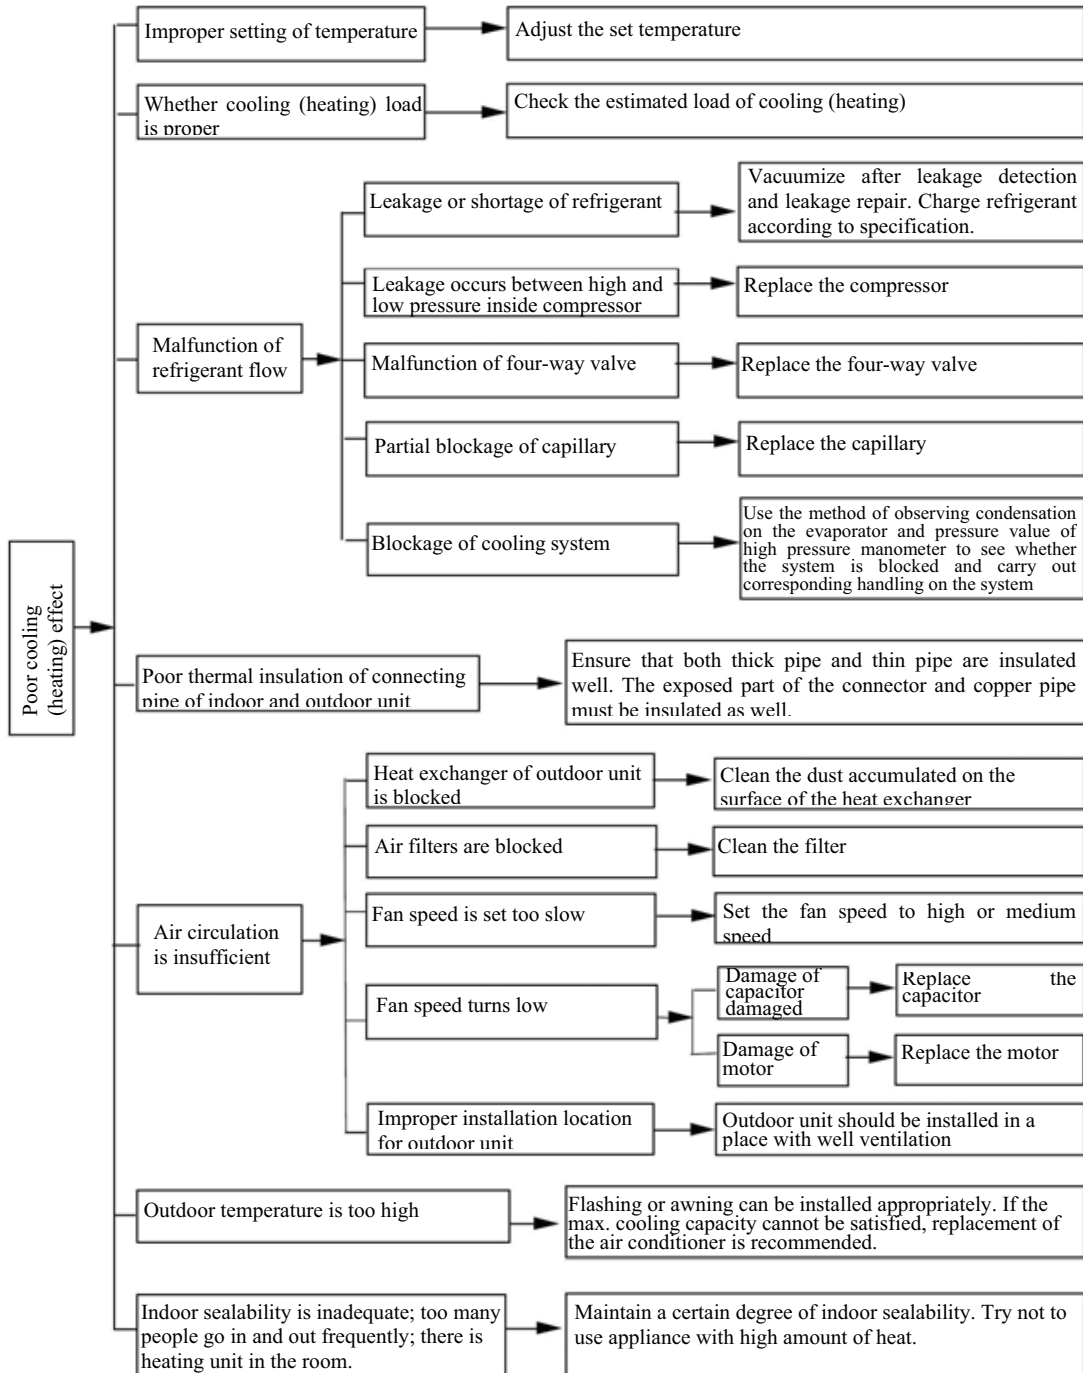 Improper setting of temperature
Adjust the set temperature
Whether cooling (heating) load
is proper
Check the estimated load of cooling (heating)
Leakage or shortage of refrigerant
Vacuumize after leakage detection
and leakage repair. Charge refrigerant
according to specification.
Leakage occurs between high and
low pressure inside compressor
Replace the compressor
Malfunction of
refrigerant flow
Malfunction of four-way valve
Replace the four-way valve
Partial blockage of capillary
Replace the capillary
Blockage of cooling system
Use the method of observing condensation
on the evaporator and pressure value of
high pressure manometer to see whether
the system is blocked and carry out
corresponding handling on the system
Poor cooling
(heating) effect
Poor thermal insulation of connecting
pipe of indoor and outdoor unit
Ensure that both thick pipe and thin pipe are insulated
well. The exposed part of the connector and copper pipe
must be insulated as well.
Heat exchanger of outdoor unit
is blocked
Clean the dust accumulated on the
surface of the heat exchanger
Air filters are blocked
Clean the filter
Fan speed is set too slow
Set the fan speed to high or medium
speed
Air circulation
is insufficient
Fan speed turns low
Damage of
capacitor
damaged
Replace the
capacitor
Damage of
motor
Replace the motor
Improper installation location
for outdoor unit
Outdoor unit should be installed in a
place with well ventilation
Outdoor temperature is too high
Flashing or awning can be installed appropriately. If the
max. cooling capacity cannot be satisfied, replacement of
the air conditioner is recommended.
Indoor sealability is inadequate; too many
people go in and out frequently; there is
heating unit in the room.
Maintain a certain degree of indoor sealability. Try not to
use appliance with high amount of heat.